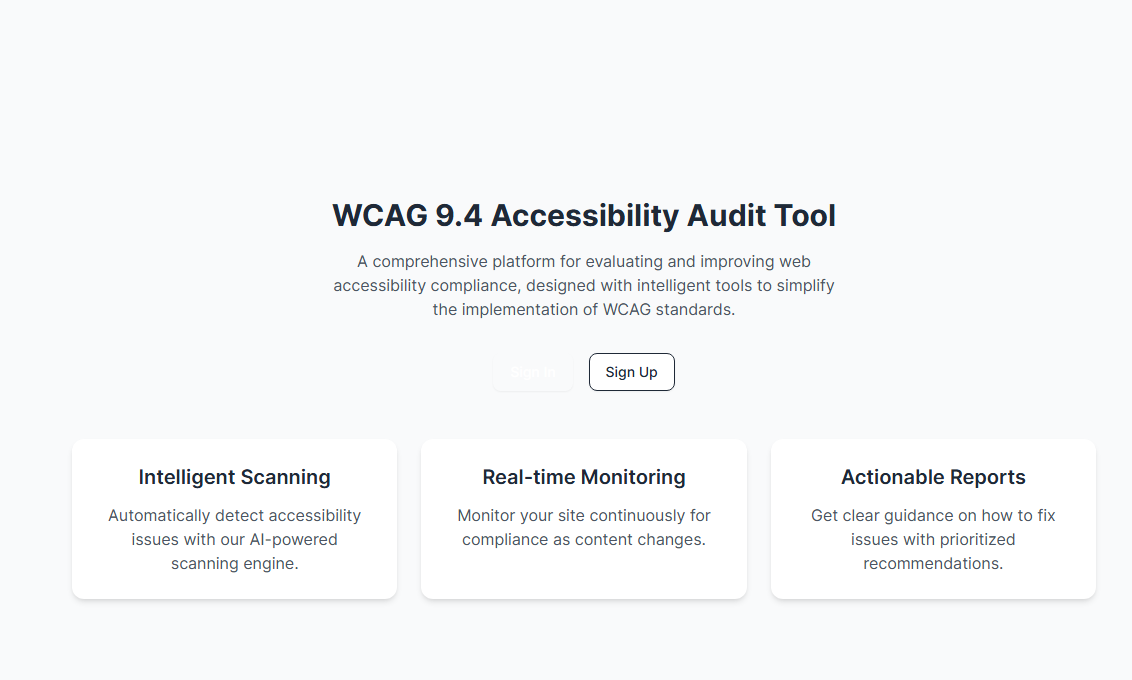 WCAG 9.4 Accessibility Audit Tool
A comprehensive platform for evaluating and improving web
accessibility compliance, designed with intelligent tools to simplify
the implementation of WCAG standards.
Sign In Sign Up
Intelligent Scanning
Automatically detect accessibility
issues with our AI-powered
scanning engine.
Real-time Monitoring
Monitor your site continuously for
compliance as content changes.
Actionable Reports
Get clear guidance on how to fix
issues with prioritized
recommendations.